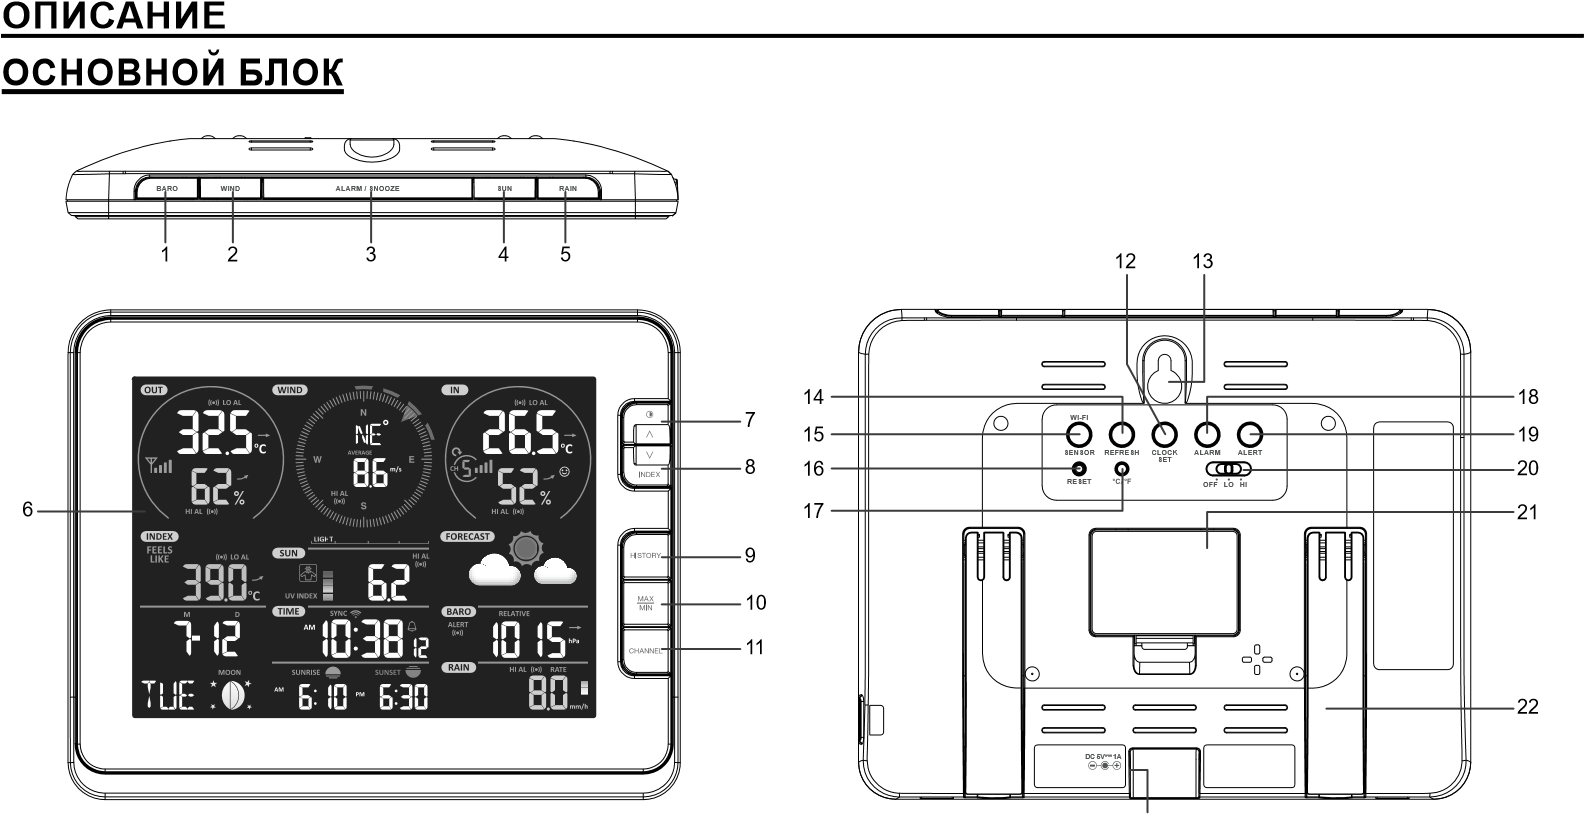 ОПИСАНИЕ
ОСНОВНОЙ БЛОК
BARO WIND ALARM / SNOOZE SUN RAIN
1 2 3 4 5
6
OUT
LO AL
32.5 °C
62 %
HI AL
WIND
N
NE°
W E
AVERAGE
8.6 m/s
HI AL
S
IN
LO AL
26.5 °C
CH 5
52 %
HI AL
INDEX
FEELS
LIKE
LO AL
39.0 °C
LIGHT
SUN
HI AL
UV INDEX
6.2
FORECAST
M D
7-12
TIME
SYNC
AM 10:38 12
BARO
RELATIVE
ALERT
1015 hPa
MOON
TUE
SUNRISE SUNSET
AM 6:10 PM 6:30
RAIN
HI AL RATE
8.0 mm/h
7
INDEX
8
HISTORY
9
MAX
MIN
10
CHANNEL
11
12 13
14 18
WI-FI
15 19
SENSOR REFRESH CLOCK SET ALARM ALERT
16 20
RESET °C/°F OFF LO HI
17 21
22
DC 5V 1A